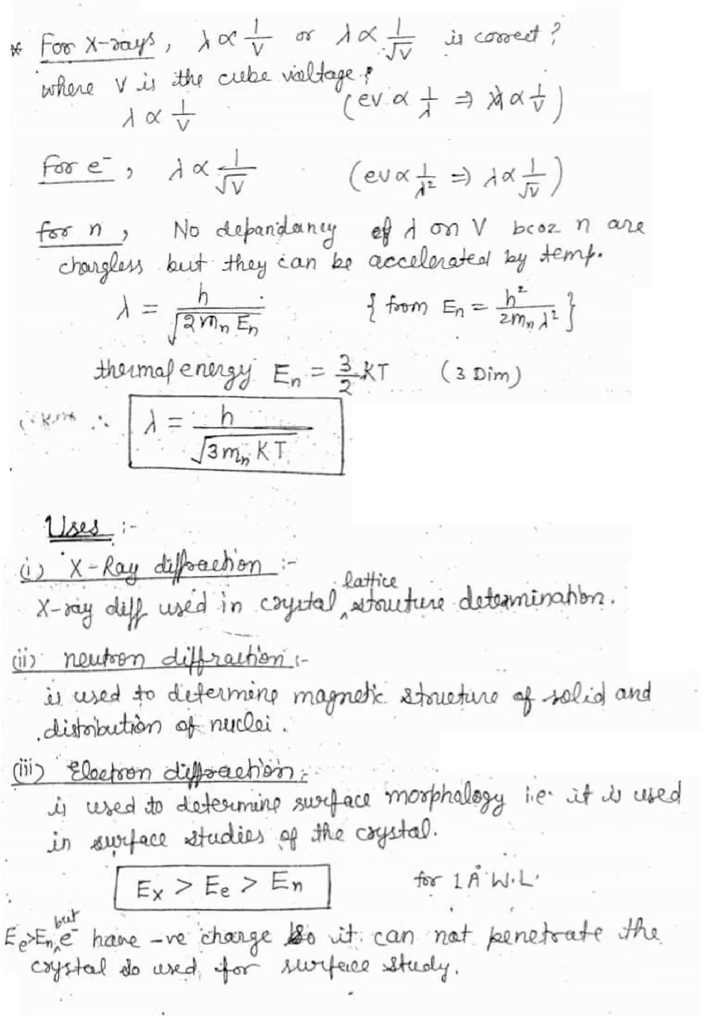 * For X-rays, λ ∝ 1/V or λ ∝ 1/√V is correct?
where V is the cube valtage?
λ ∝ 1/V (eV ∝ 1/λ ⇒ λ ∝ 1/V)
For e⁻, λ ∝ 1/√V (eV ∝ 1/λ² ⇒ λ ∝ 1/√V)
for n, No depandancy of λ on V bcoz n are
chargless but they can be accelerated by temp.
λ = h/√(2mₙEₙ) {from Eₙ = h²/2mₙλ²}
thermal energy Eₙ = 3/2 KT (3 Dim)
∴ λ = h/√(3mₙKT)
Uses :-
(i) X-Ray diffraction :-
X-ray diff used in crystal lattice structure determination.
(ii) neutron diffraction :-
is used to determine magnetic structure of solid and
distribution of nuclei.
(iii) Electron diffraction :-
is used to determine surface morphology i.e. it is used
in surface studies of the crystal.
Eₓ > Eₑ > Eₙ for 1 Å W.L.
Eₑ>Eₙ, but e⁻ have -ve charge so it can not penetrate the
crystal so used for surface study.